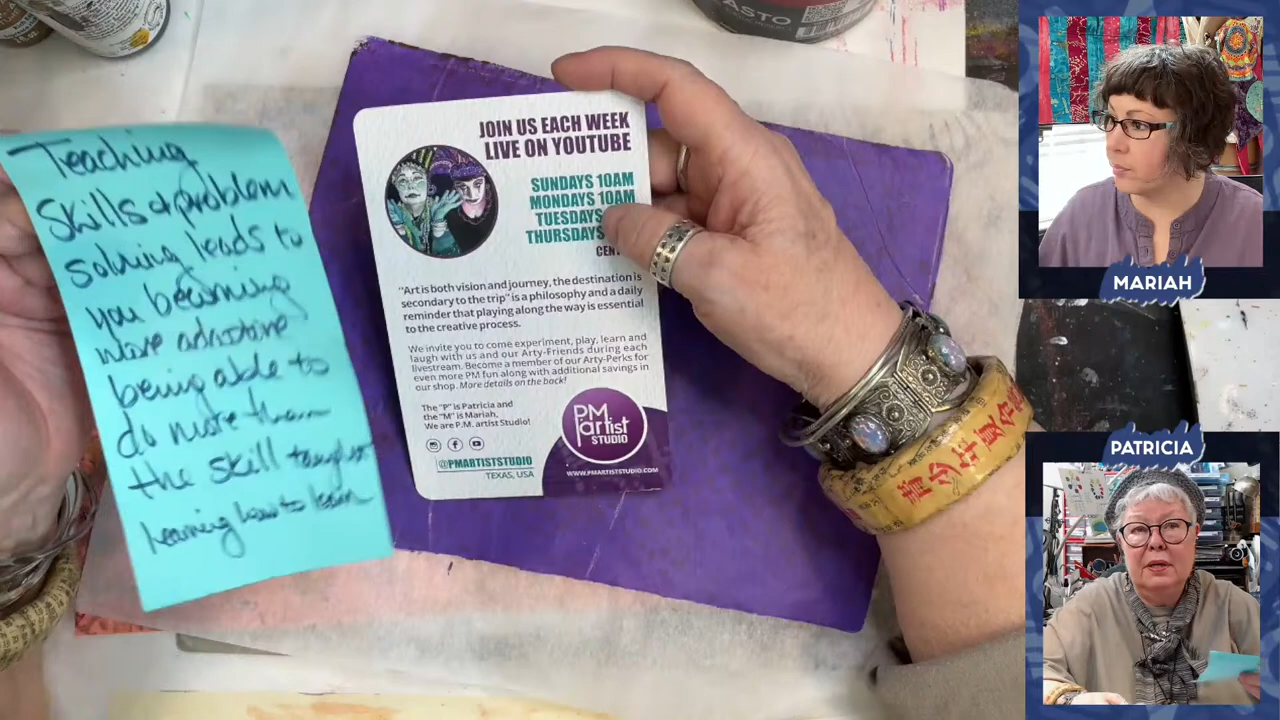 Teaching
Skills & problem
solving leads to
you becoming
more adaptive
being able to
do more than
the skill taught
learning how to learn
JOIN US EACH WEEK
LIVE ON YOUTUBE
SUNDAYS 10AM
MONDAYS 10AM
TUESDAYS
THURSDAYS
"Art is both vision and journey, the destination is
secondary to the trip" is a philosophy and a daily
reminder that playing along the way is essential
to the creative process.
We invite you to come experiment, play, learn and
laugh with us and our Arty-Friends during each
livestream. Become a member of our Arty-Perks for
even more PM fun along with additional savings in
our shop. More details on the back!
The "P" is Patricia and
the "M" is Mariah,
We are P.M. artist Studio!
@PMARTISTSTUDIO
TEXAS, USA
PM
artist
STUDIO
WWW.PMARTISTSTUDIO.COM
ASTO
MARIAH
PATRICIA